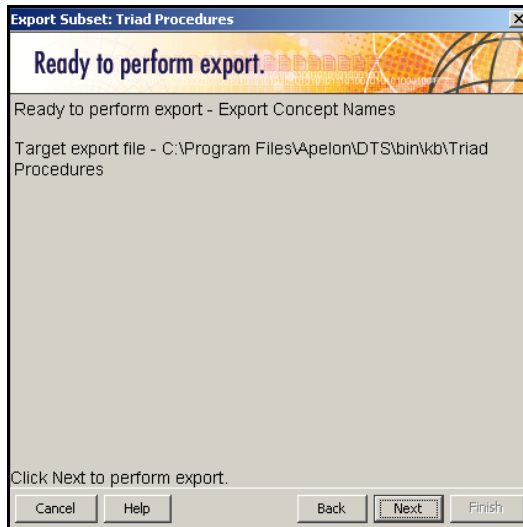 Export Subset: Triad Procedures
Ready to perform export.
Ready to perform export - Export Concept Names
Target export file - C:\Program Files\Apelon\DTS\bin\kb\Triad
Procedures
Click Next to perform export.
Cancel Help Back Next Finish